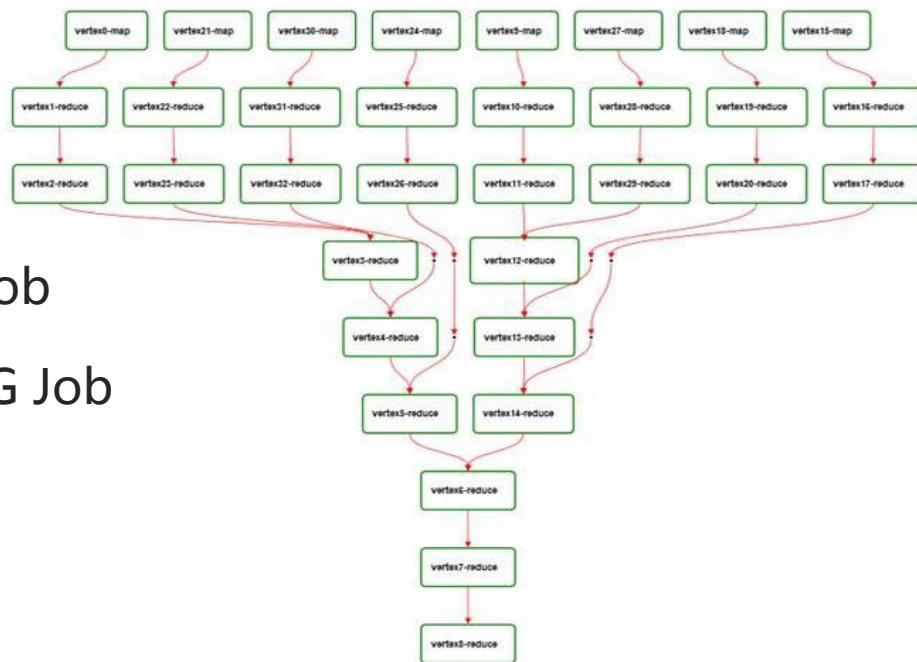 vertex0-map vertex21-map vertex30-map vertex24-map vertex9-map vertex27-map vertex18-map vertex15-map
vertex1-reduce vertex22-reduce vertex31-reduce vertex25-reduce vertex10-reduce vertex28-reduce vertex19-reduce vertex16-reduce
vertex2-reduce vertex23-reduce vertex32-reduce vertex26-reduce vertex11-reduce vertex29-reduce vertex20-reduce vertex17-reduce
vertex3-reduce vertex12-reduce
ob
vertex4-reduce vertex13-reduce
G Job
vertex5-reduce vertex14-reduce
vertex6-reduce
vertex7-reduce
vertex8-reduce